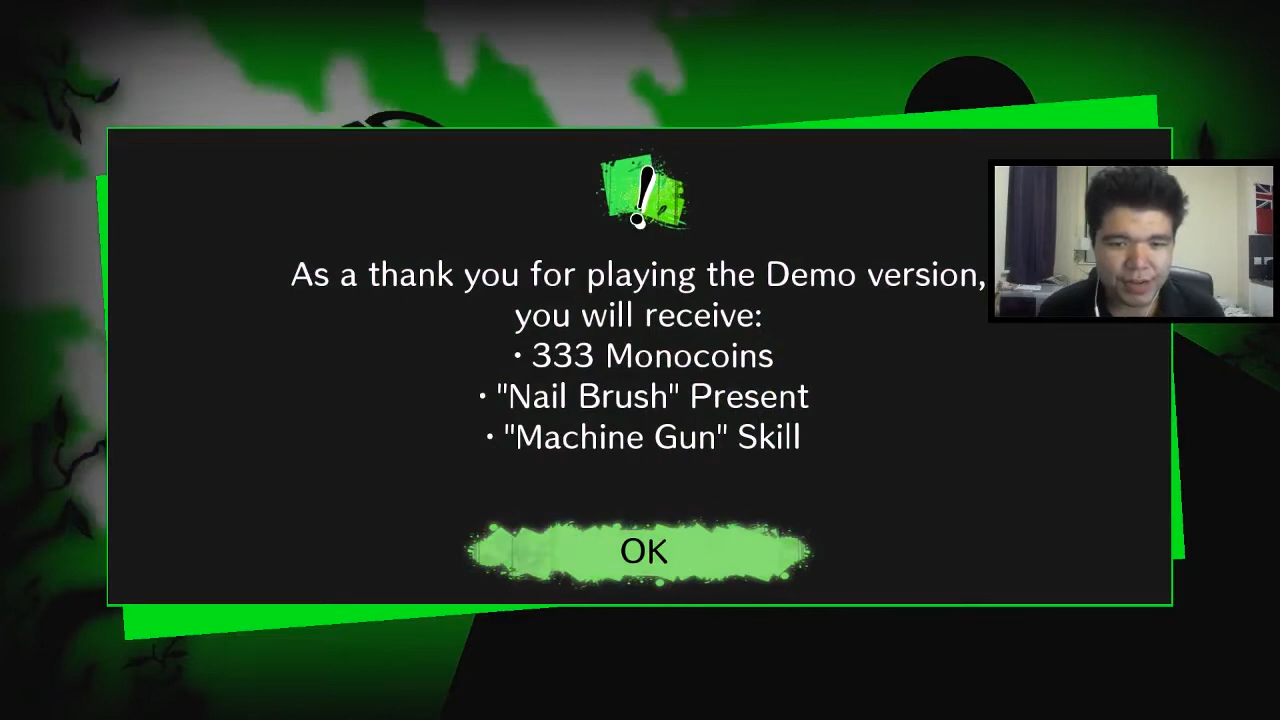 As a thank you for playing the Demo version,
you will receive:
・333 Monocoins
・"Nail Brush" Present
・"Machine Gun" Skill
OK